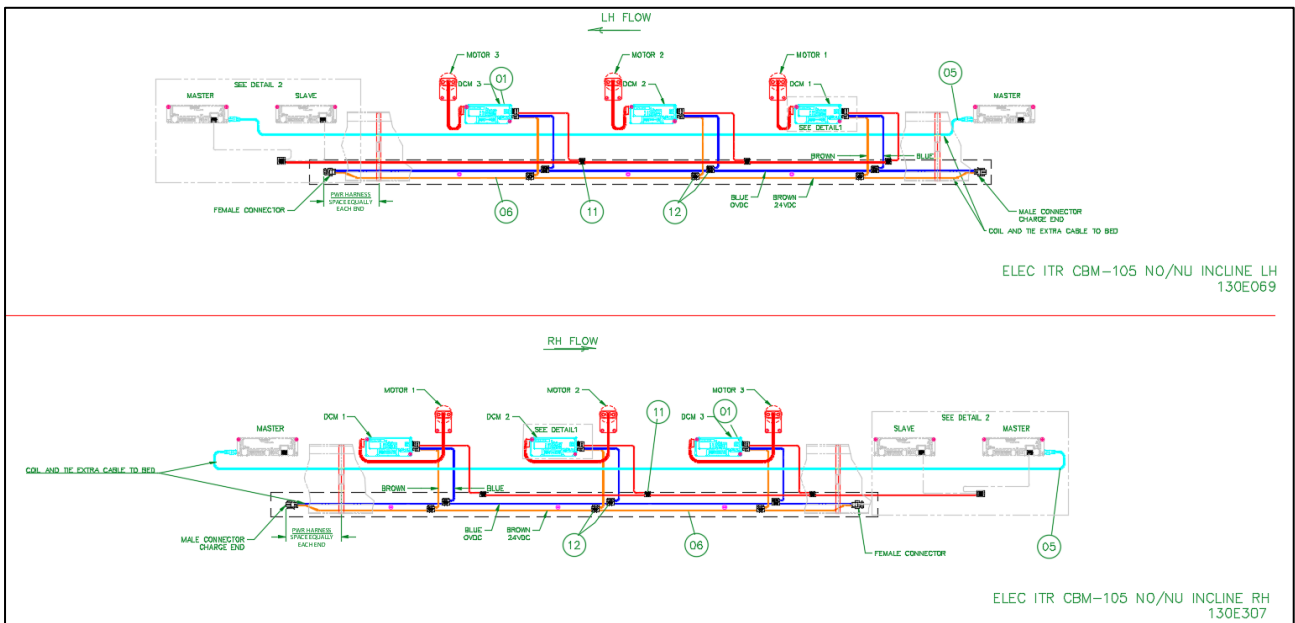 LH FLOW
MOTOR 3
MOTOR 2
MOTOR 1
SEE DETAIL 2
MASTER
SLAVE
DCM 3
01
DCM 2
DCM 1
05
MASTER
SEE DETAIL1
BROWN
BLUE
FEMALE CONNECTOR
PWR HARNESS
SPACE EQUALLY
EACH END
06
11
12
BLUE
0VDC
BROWN
24VDC
MALE CONNECTOR
CHARGE END
COIL AND TIE EXTRA CABLE TO BED
ELEC ITR CBM-105 NO/NU INCLINE LH
130E069
RH FLOW
MOTOR 1
MOTOR 2
MOTOR 3
MASTER
DCM 1
DCM 2
SEE DETAIL1
11
DCM 3
01
SEE DETAIL 2
SLAVE
MASTER
COIL AND TIE EXTRA CABLE TO BED
BROWN
BLUE
MALE CONNECTOR
CHARGE END
PWR HARNESS
SPACE EQUALLY
EACH END
BLUE
0VDC
BROWN
24VDC
12
06
FEMALE CONNECTOR
05
ELEC ITR CBM-105 NO/NU INCLINE RH
130E307